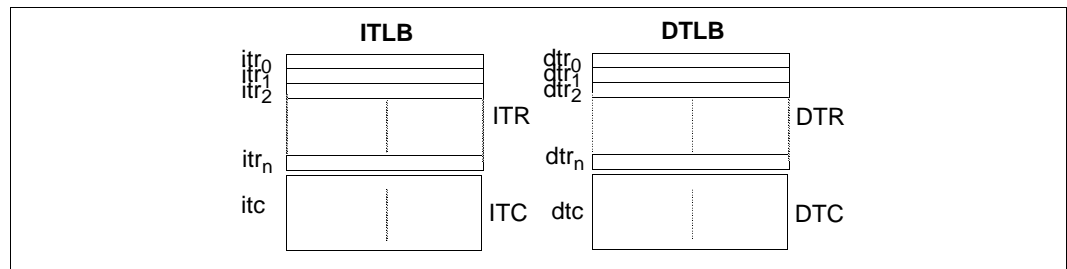 ITLB DTLB
itr0 dtr0
itr1 dtr1
itr2 dtr2
ITR DTR
itrn dtrn
itc ITC dtc DTC